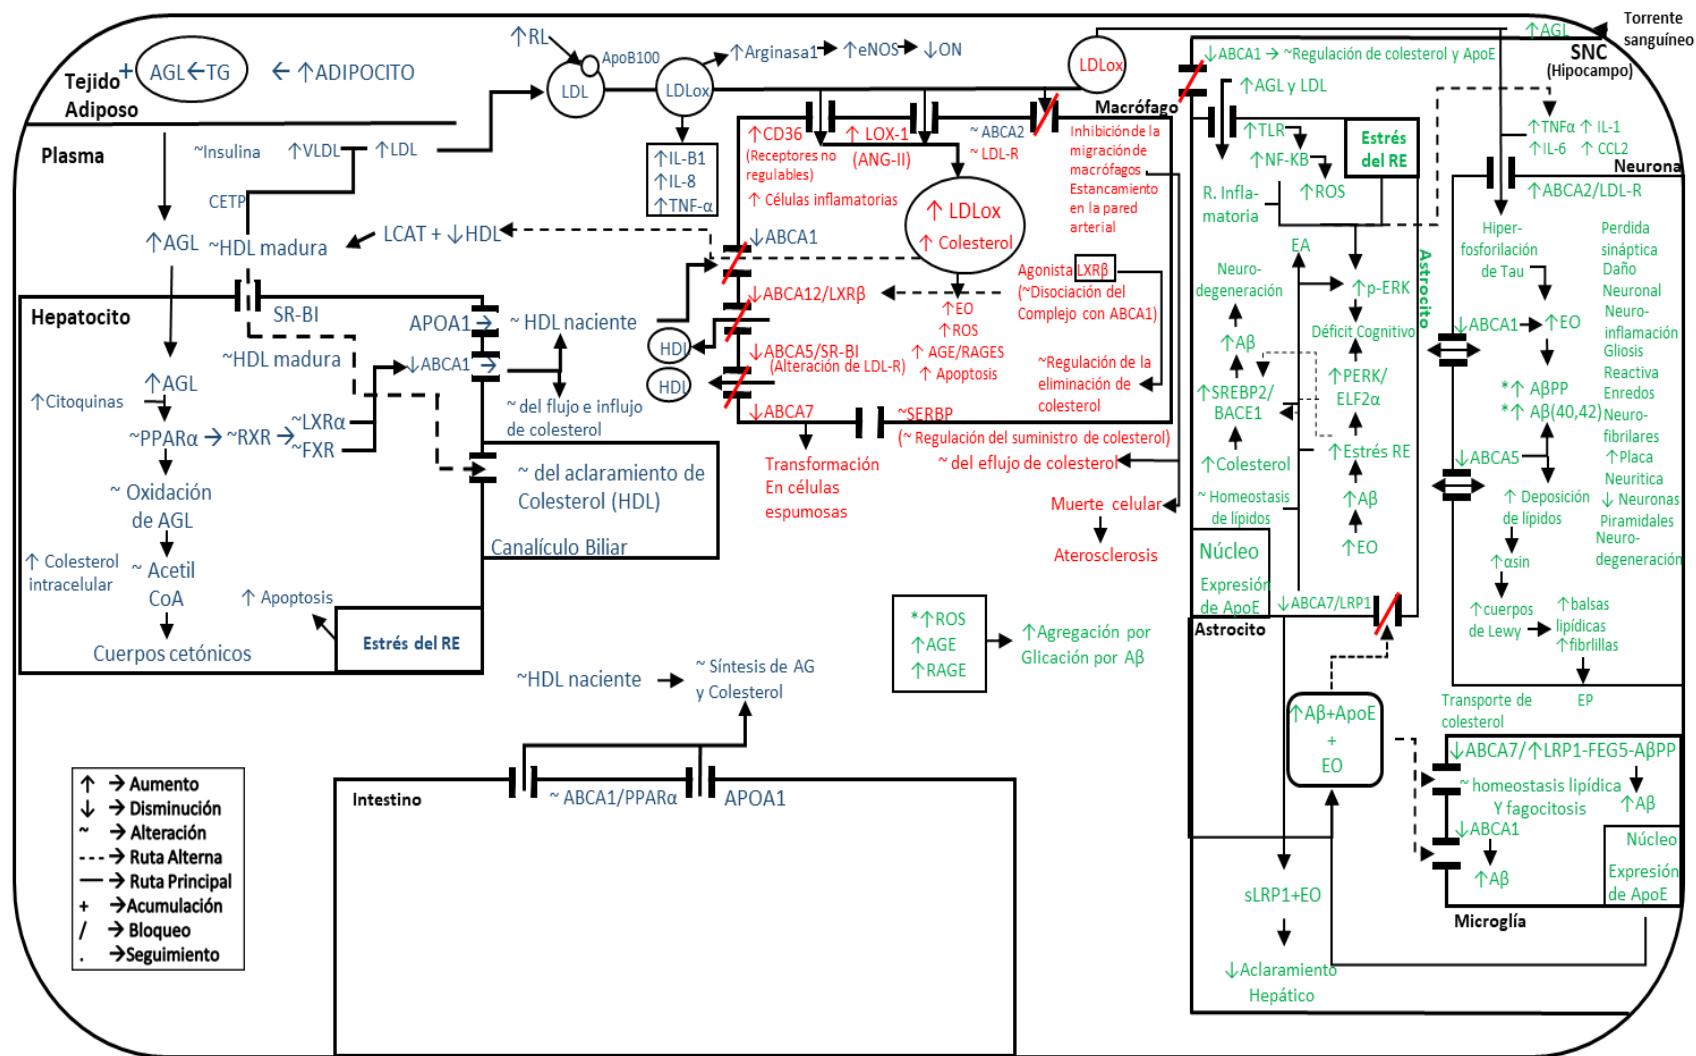 Tejido
Adiposo
+
AGL←TG
← ↑ADIPOCITO
Plasma
~Insulina
↑VLDL
↑LDL
CETP
↑AGL
~HDL madura
LCAT + ↓HDL
↑RL
ApoB100
LDL
LDLox
↑Arginasa1
↑eNOS
↓ON
LDLox
↑IL-B1
↑IL-8
↑TNF-α
Hepatocito
SR-BI
~HDL madura
↑AGL
↑Citoquinas
~PPARα
~RXR
~LXRα
~FXR
APOA1 →
↓ABCA1 →
~ HDL naciente
~ del flujo e influjo
de colesterol
~ Oxidación
de AGL
↑ Colesterol
intracelular
~ Acetil
CoA
Cuerpos cetónicos
↑ Apoptosis
Estrés del RE
~ del aclaramiento de
Colesterol (HDL)
Canalículo Biliar
Macrófago
↑CD36
(Receptores no
regulables)
↑ LOX-1
(ANG-II)
~ ABCA2
~ LDL-R
Inhibición de la
migración de
macrófagos
Estancamiento
en la pared
arterial
↑ Células inflamatorias
↑ LDLox
↑ Colesterol
↓ABCA1
↓ABCA12/LXRβ
Agonista LXRβ
(~Disociación del
Complejo con ABCA1)
↑EO
↑ROS
↑ AGE/RAGES
↑ Apoptosis
HDL
↓ABCA5/SR-BI
(Alteración de LDL-R)
HDL
~Regulación de la
eliminación de
colesterol
↓ABCA7
~SERBP
(~ Regulación del suministro de colesterol)
~ del eflujo de colesterol
Transformación
En células
espumosas
Muerte celular
Aterosclerosis
*↑ROS
↑AGE
↑RAGE
↑Agregación por
Glicación por Aβ
~HDL naciente
~ Síntesis de AG
y Colesterol
Intestino
~ ABCA1/PPARα
APOA1
↑ → Aumento
↓ → Disminución
~ → Alteración
---- → Ruta Alterna
— → Ruta Principal
+ →Acumulación
/ → Bloqueo
. →Seguimiento
Torrente
sanguíneo
↑AGL
SNC
(Hipocampo)
↓ABCA1 → ~Regulación de colesterol y ApoE
↑AGL y LDL
↑TLR
↑NF-KB
↑ROS
Estrés
del RE
R. Infla-
matoria
EA
Neuro-
degeneración
↑p-ERK
Déficit Cognitivo
↑Aβ
↑SREBP2/
BACE1
↑PERK/
ELF2α
↑Colesterol
↑Estrés RE
~ Homeostasis
de lípidos
↑Aβ
↑EO
Astrocito
Núcleo
Expresión
de ApoE
↓ABCA7/LRP1
Astrocito
↑Aβ+ApoE
+
EO
sLRP1+EO
↓Aclaramiento
Hepático
↑TNFα ↑ IL-1
↑IL-6 ↑ CCL2
Neurona
↑ABCA2/LDL-R
Hiper-
fosforilación
de Tau
↓ABCA1
↑EO
*↑ AβPP
*↑ Aβ(40,42)
↓ABCA5
↑ Deposición
de lípidos
↑αsin
↑cuerpos
de Lewy
↑balsas
lipídicas
↑fibrlillas
EP
Perdida
sináptica
Daño
Neuronal
Neuro-
inflamación
Gliosis
Reactiva
Enredos
Neuro-
fibrilares
↑Placa
Neuritica
↓ Neuronas
Piramidales
Neuro-
degeneración
Transporte de
colesterol
↓ABCA7/↑LRP1-FEG5-AβPP
~ homeostasis lipídica
Y fagocitosis
↑Aβ
↓ABCA1
↑Aβ
Núcleo
Expresión
de ApoE
Microglía